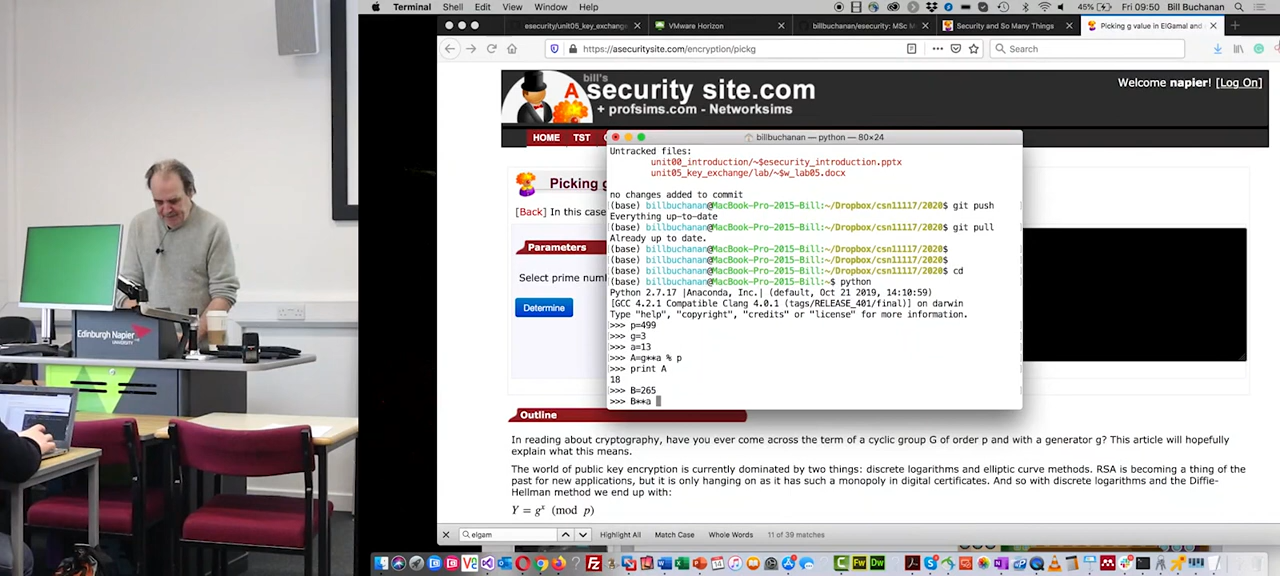 Terminal Shell Edit View Window Help
45% Fri 09:50 Bill Buchanan
esecurity/unit05_key_exchange
VMware Horizon
billbuchanan/esecurity: MSc M
Security and So Many Things
Picking g value in ElGamal and
https://asecuritysite.com/encryption/pickg
Search
bill's
A security site.com
+ profsims.com - Networksims
Welcome napier! [Log On]
HOME TST
billbuchanan — python — 80×24
Untracked files:
unit00_introduction/~$esecurity_introduction.pptx
unit05_key_exchange/lab/~$w_lab05.docx
no changes added to commit
(base) billbuchanan@MacBook-Pro-2015-Bill:~/Dropbox/csn11117/2020$ git push
Everything up-to-date
(base) billbuchanan@MacBook-Pro-2015-Bill:~/Dropbox/csn11117/2020$ git pull
Already up to date.
(base) billbuchanan@MacBook-Pro-2015-Bill:~/Dropbox/csn11117/2020$
(base) billbuchanan@MacBook-Pro-2015-Bill:~/Dropbox/csn11117/2020$
(base) billbuchanan@MacBook-Pro-2015-Bill:~/Dropbox/csn11117/2020$ cd
(base) billbuchanan@MacBook-Pro-2015-Bill:~$ python
Python 2.7.17 |Anaconda, Inc.| (default, Oct 21 2019, 14:10:59)
[GCC 4.2.1 Compatible Clang 4.0.1 (tags/RELEASE_401/final)] on darwin
Type "help", "copyright", "credits" or "license" for more information.
>>> p=499
>>> g=3
>>> a=13
>>> A=g**a % p
>>> print A
18
>>> B=265
>>> B**a
Picking g
[Back] In this case
Parameters
Select prime num
Determine
Outline
In reading about cryptography, have you ever come across the term of a cyclic group G of order p and with a generator g? This article will hopefully
explain what this means.
The world of public key encryption is currently dominated by two things: discrete logarithms and elliptic curve methods. RSA is becoming a thing of the
past for new applications, but it is only hanging on as it has such a monopoly in digital certificates. And so with discrete logarithms and the Diffie-
Hellman method we end up with:
Y = g^x (mod p)
elgam
Highlight All Match Case Whole Words 11 of 39 matches
Edinburgh Napier
UNIVERSITY